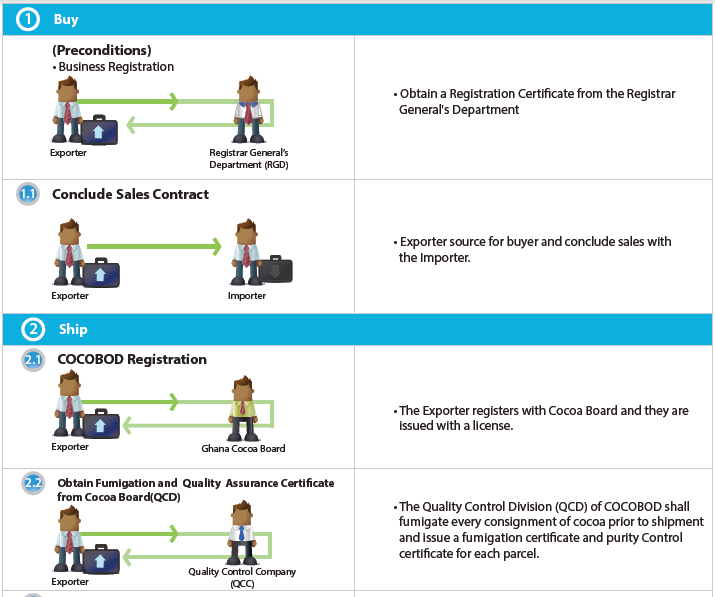 1 Buy
(Preconditions)
• Business Registration
Exporter
Registrar General's
Department (RGD)
• Obtain a Registration Certificate from the Registrar
General's Department
1.1 Conclude Sales Contract
Exporter
Importer
• Exporter source for buyer and conclude sales with
the Importer.
2 Ship
2.1 COCOBOD Registration
Exporter
Ghana Cocoa Board
• The Exporter registers with Cocoa Board and they are
issued with a license.
2.2 Obtain Fumigation and Quality Assurance Certificate
from Cocoa Board(QCD)
Exporter
Quality Control Company
(QCC)
• The Quality Control Division (QCD) of COCOBOD shall
fumigate every consignment of cocoa prior to shipment
and issue a fumigation certificate and purity Control
certificate for each parcel.